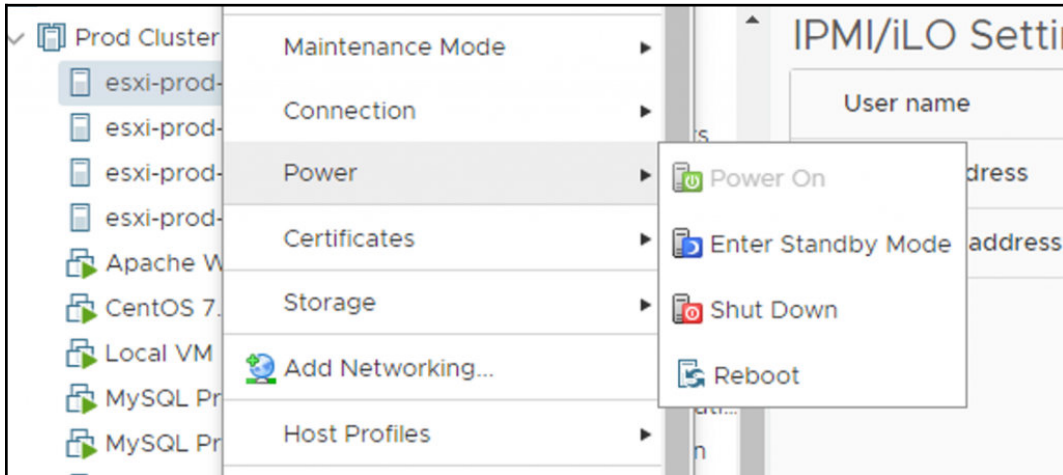 Prod Cluster
esxi-prod-
esxi-prod-
esxi-prod-
esxi-prod-
Apache W
CentOS 7.
Local VM
MySQL Pr
MySQL Pr
Maintenance Mode
Connection
Power
Certificates
Storage
Add Networking...
Host Profiles
Power On
Enter Standby Mode
Shut Down
Reboot
IPMI/iLO Setti
User name
dress
address